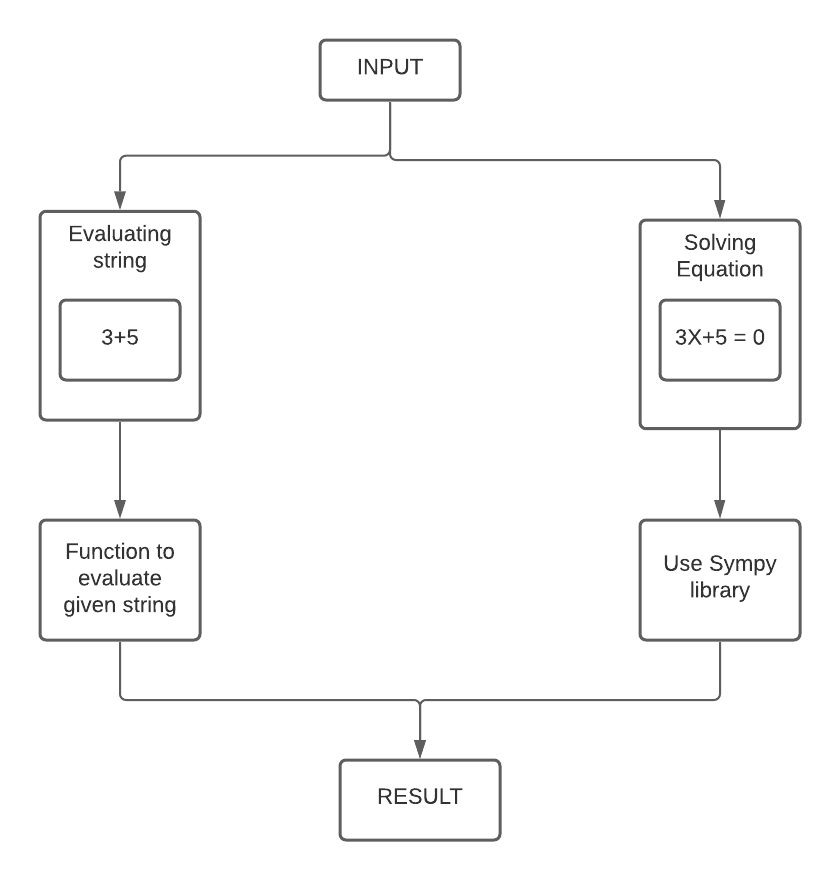 INPUT
Evaluating
string
3+5
Solving
Equation
3X+5 = 0
Function to
evaluate
given string
Use Sympy
library
RESULT